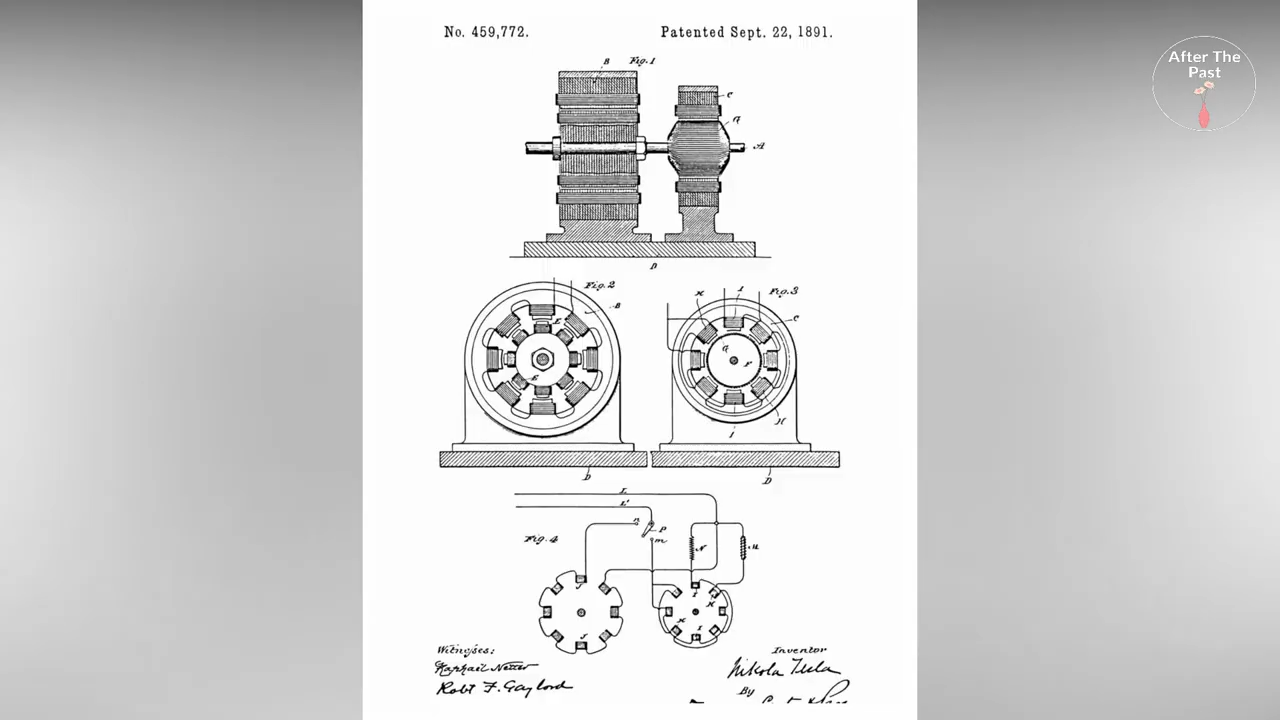 No. 459,772.
Patented Sept. 22, 1891.
After The
Past
Fig. 1
B
C
G
A
D
Fig. 2
B
E
E
D
Fig. 3
H
I
C
G
F
H
I
D
L
L'
n
P
m
Fig. 4
N
M
J
J
I
H
H
I
Witnesses:
Raphaël Netter
Robt F. Gaylord
Inventor
Nikola Tesla
By